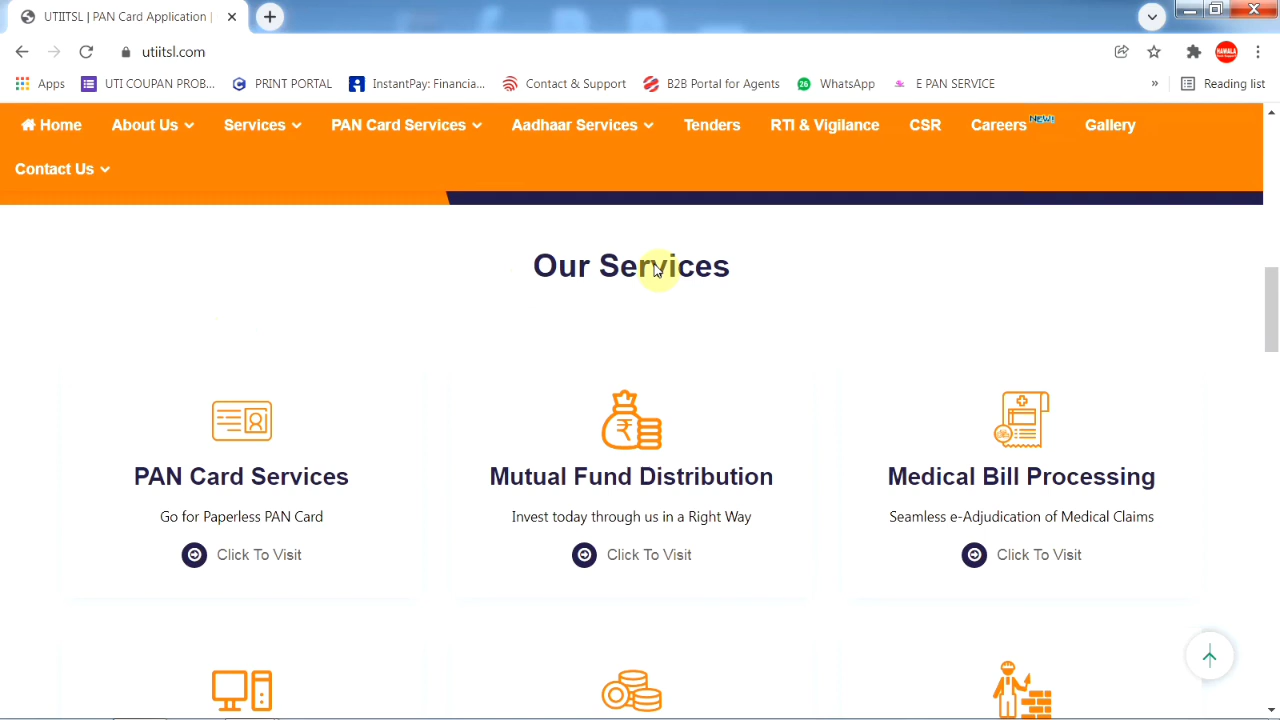 UTIITSL | PAN Card Application |
utiitsl.com
Apps UTI COUPAN PROB... PRINT PORTAL InstantPay: Financia... Contact & Support B2B Portal for Agents 26 WhatsApp E PAN SERVICE » Reading list
Home About Us Services PAN Card Services Aadhaar Services Tenders RTI & Vigilance CSR Careers NEW! Gallery
Contact Us
Our Services
PAN Card Services Mutual Fund Distribution Medical Bill Processing
Go for Paperless PAN Card Invest today through us in a Right Way Seamless e-Adjudication of Medical Claims
Click To Visit Click To Visit Click To Visit